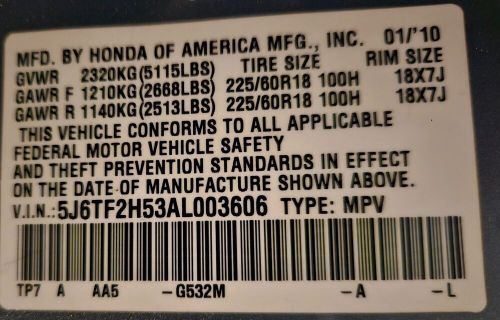 MFD. BY HONDA OF AMERICA MFG., INC. 01/'10
GVWR 2320KG(5115LBS) TIRE SIZE RIM SIZE
GAWR F 1210KG(2668LBS) 225/60R18 100H 18X7J
GAWR R 1140KG(2513LBS) 225/60R18 100H 18X7J
THIS VEHICLE CONFORMS TO ALL APPLICABLE
FEDERAL MOTOR VEHICLE SAFETY
AND THEFT PREVENTION STANDARDS IN EFFECT
ON THE DATE OF MANUFACTURE SHOWN ABOVE.
V.I.N.: 5J6TF2H53AL003606 TYPE: MPV
TP7 A AA5 -G532M -A -L